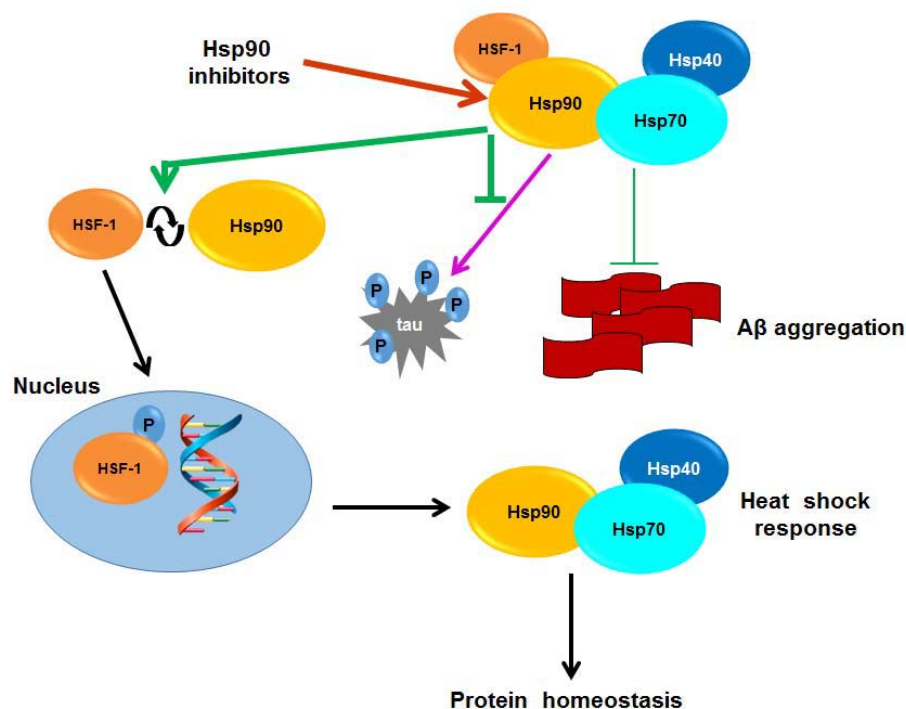 Hsp90
inhibitors
HSF-1
Hsp90
Hsp40
Hsp70
HSF-1
Hsp90
P
P
P
P
tau
Aβ aggregation
Nucleus
P
HSF-1
Hsp90
Hsp40
Hsp70
Heat shock
response
Protein homeostasis